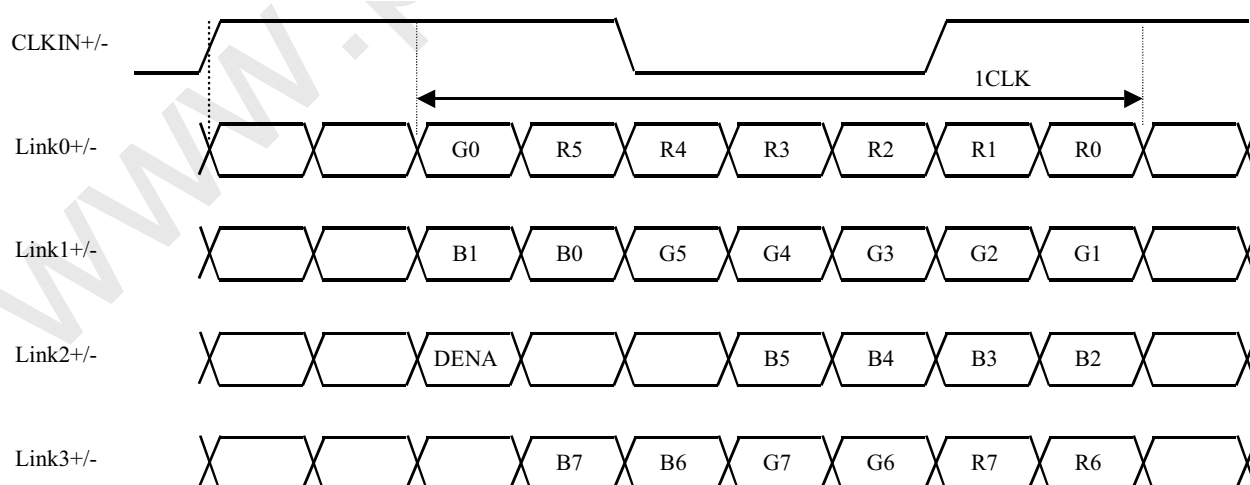 CLKIN+/-
1CLK
Link0+/- G0 R5 R4 R3 R2 R1 R0
Link1+/- B1 B0 G5 G4 G3 G2 G1
Link2+/- DENA B5 B4 B3 B2
Link3+/- B7 B6 G7 G6 R7 R6
www.